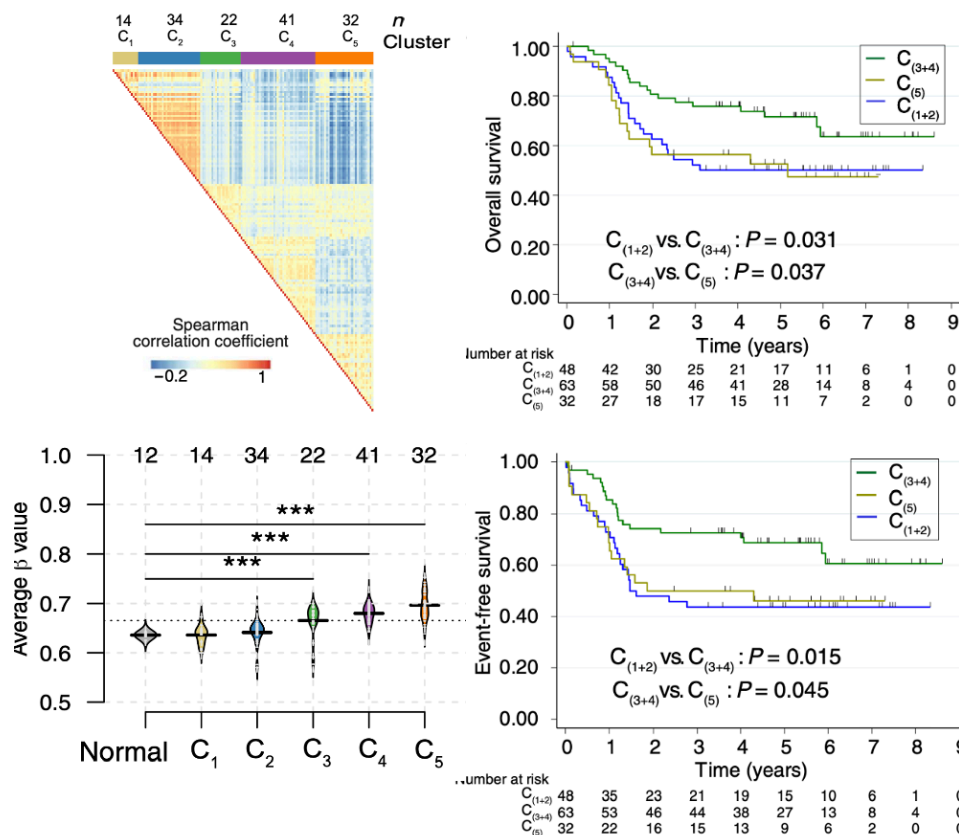 14 34 22 41 32 n
C1 C2 C3 C4 C5 Cluster
Spearman
correlation coefficient
−0.2 1
Overall survival
1.00
0.80
0.60
0.40
0.20
0.00
C(3+4)
C(5)
C(1+2)
C(1+2) vs. C(3+4) : P = 0.031
C(3+4) vs. C(5) : P = 0.037
0 1 2 3 4 5 6 7 8 9
Time (years)
Number at risk
C(1+2) 48 42 30 25 21 17 11 6 1 0
C(3+4) 63 58 50 46 41 28 14 8 4 0
C(5) 32 27 18 17 15 11 7 2 0 0
Average β value
1.0
0.9
0.8
0.7
0.6
0.5
12 14 34 22 41 32
***
***
***
Normal C1 C2 C3 C4 C5
Event-free survival
1.00
0.80
0.60
0.40
0.20
0.00
C(3+4)
C(5)
C(1+2)
C(1+2) vs. C(3+4) : P = 0.015
C(3+4) vs. C(5) : P = 0.045
0 1 2 3 4 5 6 7 8 9
Time (years)
Number at risk
C(1+2) 48 35 23 21 19 15 10 6 1 0
C(3+4) 63 53 46 44 38 27 13 8 4 0
C(5) 32 22 16 15 13 9 6 2 0 0